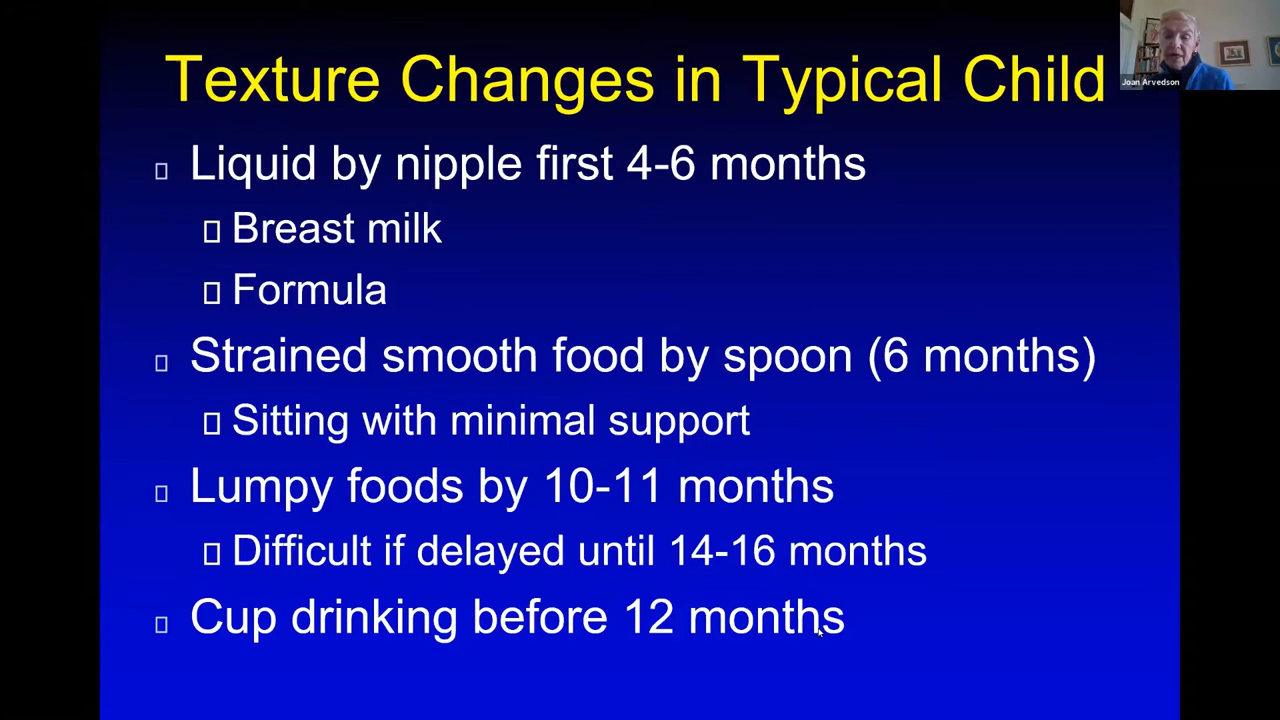 Texture Changes in Typical Child
Joan Arvedson
Liquid by nipple first 4-6 months
Breast milk
Formula
Strained smooth food by spoon (6 months)
Sitting with minimal support
Lumpy foods by 10-11 months
Difficult if delayed until 14-16 months
Cup drinking before 12 months